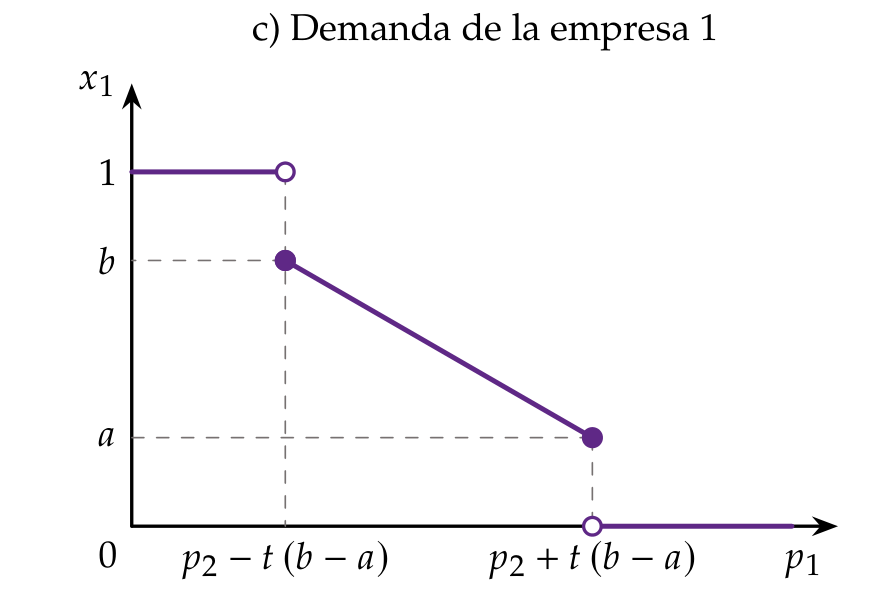 c) Demanda de la empresa 1
x₁
1
b
a
0
p₂ − t (b − a)
p₂ + t (b − a)
p₁